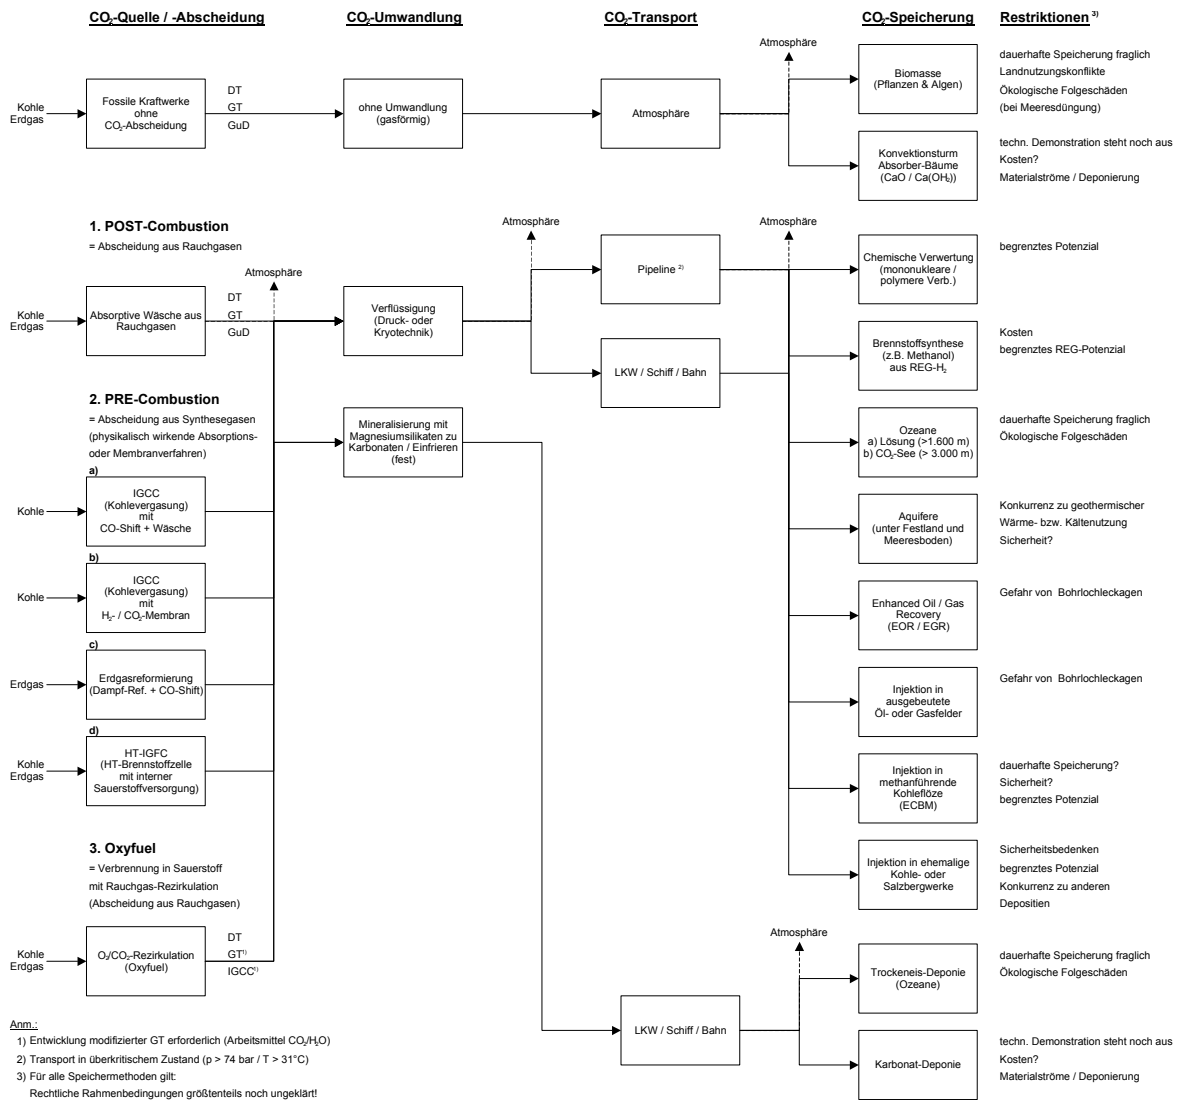 CO₂-Quelle / -Abscheidung
CO₂-Umwandlung
CO₂-Transport
CO₂-Speicherung
Restriktionen ³⁾
Kohle
Erdgas
Fossile Kraftwerke
ohne
CO₂-Abscheidung
DT
GT
GuD
ohne Umwandlung
(gasförmig)
Atmosphäre
Atmosphäre
Biomasse
(Pflanzen & Algen)
dauerhafte Speicherung fraglich
Landnutzungskonflikte
Ökologische Folgeschäden
(bei Meeresdüngung)
Konvektionsturm
Absorber-Bäume
(CaO / Ca(OH₂))
techn. Demonstration steht noch aus
Kosten?
Materialströme / Deponierung
1. POST-Combustion
= Abscheidung aus Rauchgasen
Kohle
Erdgas
Absorptive Wäsche aus
Rauchgasen
DT
GT
GuD
Atmosphäre
Verflüssigung
(Druck- oder
Kryotechnik)
Atmosphäre
Pipeline ²⁾
LKW / Schiff / Bahn
Atmosphäre
Chemische Verwertung
(mononukleare /
polymere Verb.)
begrenztes Potenzial
Brennstoffsynthese
(z.B. Methanol)
aus REG-H₂
Kosten
begrenztes REG-Potenzial
2. PRE-Combustion
= Abscheidung aus Synthesegasen
(physikalisch wirkende Absorptions-
oder Membranverfahren)
Mineralisierung mit
Magnesiumsilikaten zu
Karbonaten / Einfrieren
(fest)
Ozeane
a) Lösung (>1.600 m)
b) CO₂-See (> 3.000 m)
dauerhafte Speicherung fraglich
Ökologische Folgeschäden
a)
Kohle
IGCC
(Kohlevergasung)
mit
CO-Shift + Wäsche
Aquifere
(unter Festland und
Meeresboden)
Konkurrenz zu geothermischer
Wärme- bzw. Kältenutzung
Sicherheit?
b)
Kohle
IGCC
(Kohlevergasung)
mit
H₂- / CO₂-Membran
Enhanced Oil / Gas
Recovery
(EOR / EGR)
Gefahr von Bohrlochleckagen
c)
Erdgas
Erdgasreformierung
(Dampf-Ref. + CO-Shift)
Injektion in
ausgebeutete
Öl- oder Gasfelder
Gefahr von Bohrlochleckagen
d)
Kohle
Erdgas
HT-IGFC
(HT-Brennstoffzelle
mit interner
Sauerstoffversorgung)
Injektion in
methanführende
Kohleflöze
(ECBM)
dauerhafte Speicherung?
Sicherheit?
begrenztes Potenzial
3. Oxyfuel
= Verbrennung in Sauerstoff
mit Rauchgas-Rezirkulation
(Abscheidung aus Rauchgasen)
Injektion in ehemalige
Kohle- oder
Salzbergwerke
Sicherheitsbedenken
begrenztes Potenzial
Konkurrenz zu anderen
Depositien
Kohle
Erdgas
O₂/CO₂-Rezirkulation
(Oxyfuel)
DT
GT¹⁾
IGCC¹⁾
Atmosphäre
LKW / Schiff / Bahn
Trockeneis-Deponie
(Ozeane)
dauerhafte Speicherung fraglich
Ökologische Folgeschäden
Karbonat-Deponie
techn. Demonstration steht noch aus
Kosten?
Materialströme / Deponierung
Anm.:
1) Entwicklung modifizierter GT erforderlich (Arbeitsmittel CO₂/H₂O)
2) Transport in überkritischem Zustand (p > 74 bar / T > 31°C)
3) Für alle Speichermethoden gilt:
Rechtliche Rahmenbedingungen größtenteils noch ungeklärt!